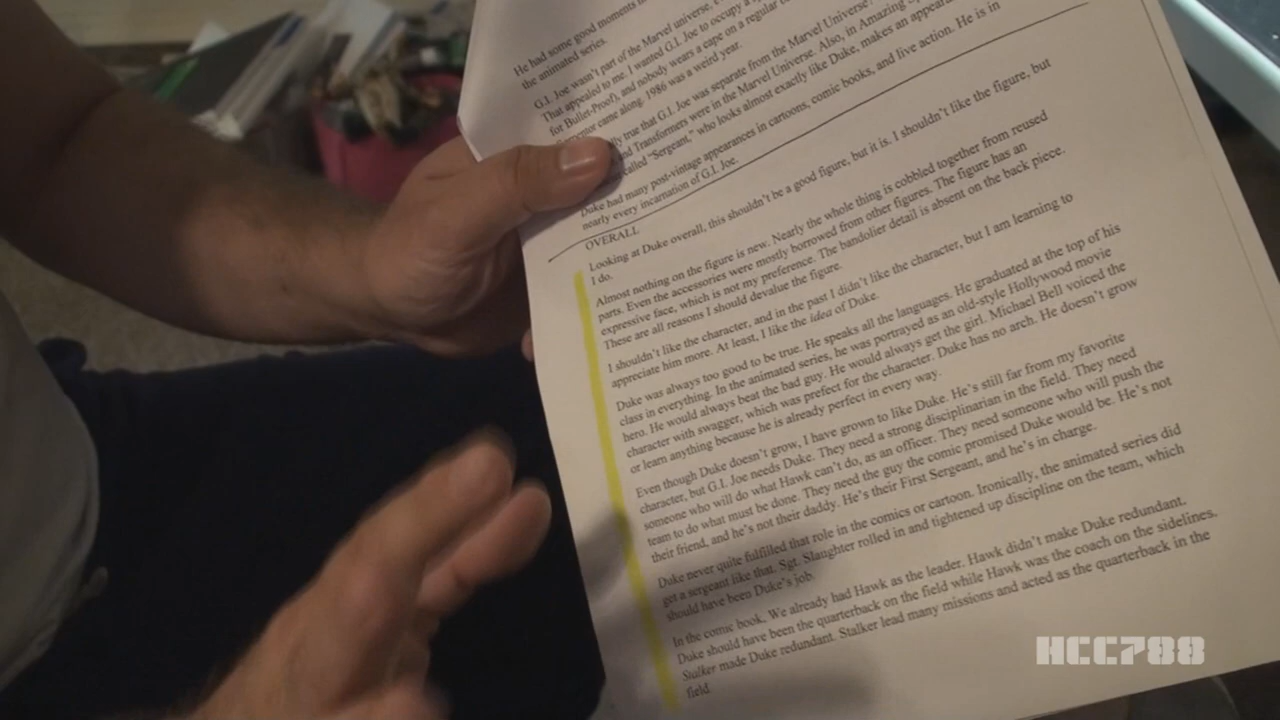 He had some good moments
the animated series.
G.I. Joe wasn't part of the Marvel universe,
That appealed to me. I wanted G.I. Joe to occupy a
for Bullet-Proof), and nobody wears a cape on a regular
came along. 1986 was a weird year.
true that G.I. Joe was separate from the Marvel Universe
Transformers were in the Marvel Universe. Also, in Amazing
called "Sergeant," who looks almost exactly like Duke, makes an
Duke had many post-vintage appearances in cartoons, comic books, and live action. He is in
nearly every incarnation of G.I. Joe.
OVERALL
Looking at Duke overall, this shouldn't be a good figure, but it is. I shouldn't like the figure, but
I do.
Almost nothing on the figure is new. Nearly the whole thing is cobbled together from reused
parts. Even the accessories were mostly borrowed from other figures. The figure has an
expressive face, which is not my preference. The bandolier detail is absent on the back piece.
These are all reasons I should devalue the figure.
I shouldn't like the character, and in the past I didn't like the character, but I am learning to
appreciate him more. At least, I like the idea of Duke.
Duke was always too good to be true. He speaks all the languages. He graduated at the top of his
class in everything. In the animated series, he was portrayed as an old-style Hollywood movie
hero. He would always beat the bad guy. He would always get the girl. Michael Bell voiced the
character with swagger, which was prefect for the character. Duke has no arch. He doesn't grow
or learn anything because he is already perfect in every way.
Even though Duke doesn't grow, I have grown to like Duke. He's still far from my favorite
character, but G.I. Joe needs Duke. They need a strong disciplinarian in the field. They need
someone who will do what Hawk can't do, as an officer. They need someone who will push the
team to do what must be done. They need the guy the comic promised Duke would be. He's not
their friend, and he's not their daddy. He's their First Sergeant, and he's in charge.
Duke never quite fulfilled that role in the comics or cartoon. Ironically, the animated series did
get a sergeant like that. Sgt. Slaughter rolled in and tightened up discipline on the team, which
should have been Duke's job.
In the comic book, We already had Hawk as the leader. Hawk didn't make Duke redundant.
Duke should have been the quarterback on the field while Hawk was the coach on the sidelines.
Stalker made Duke redundant. Stalker lead many missions and acted as the quarterback in the
field.
HCC788